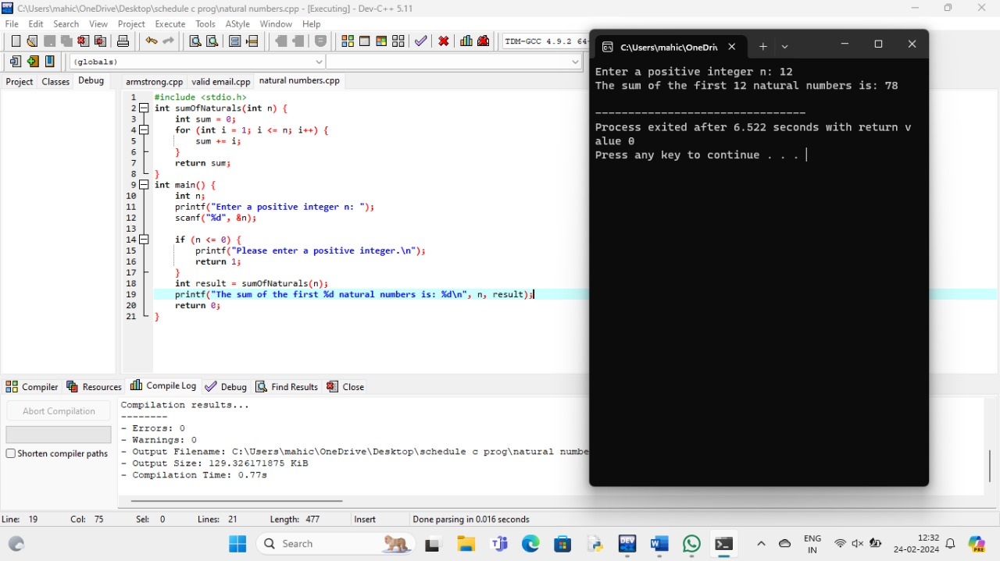 C:\Users\mahic\OneDrive\Desktop\schedule c prog\natural numbers.cpp - [Executing] - Dev-C++ 5.11
File Edit Search View Project Execute Tools AStyle Window Help
TDM-GCC 4.9.2 64-
(globals)
Project Classes Debug
armstrong.cpp valid email.cpp natural numbers.cpp
1 #include <stdio.h>
2 int sumOfNaturals(int n) {
3 int sum = 0;
4 for (int i = 1; i <= n; i++) {
5 sum += i;
6 }
7 return sum;
8 }
9 int main() {
10 int n;
11 printf("Enter a positive integer n: ");
12 scanf("%d", &n);
13
14 if (n <= 0) {
15 printf("Please enter a positive integer.\n");
16 return 1;
17 }
18 int result = sumOfNaturals(n);
19 printf("The sum of the first %d natural numbers is: %d\n", n, result);
20 return 0;
21 }
C:\Users\mahic\OneDri
Enter a positive integer n: 12
The sum of the first 12 natural numbers is: 78
--------------------------------
Process exited after 6.522 seconds with return v
alue 0
Press any key to continue . . .
Compiler Resources Compile Log Debug Find Results Close
Abort Compilation
Shorten compiler paths
Compilation results...
--------
- Errors: 0
- Warnings: 0
- Output Filename: C:\Users\mahic\OneDrive\Desktop\schedule c prog\natural numbe
- Output Size: 129.326171875 KiB
- Compilation Time: 0.77s
Line: 19 Col: 75 Sel: 0 Lines: 21 Length: 477 Insert Done parsing in 0.016 seconds
Search
DEV
ENG
IN
12:32
24-02-2024
PRE